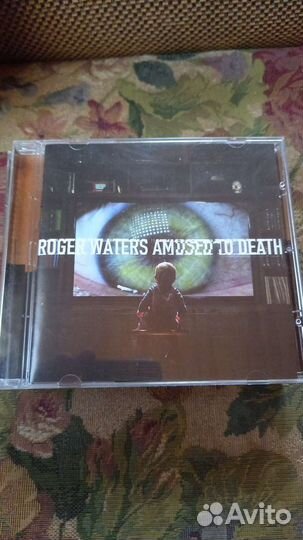 ROGER WATERS AMUSED TO DEATH
Avito